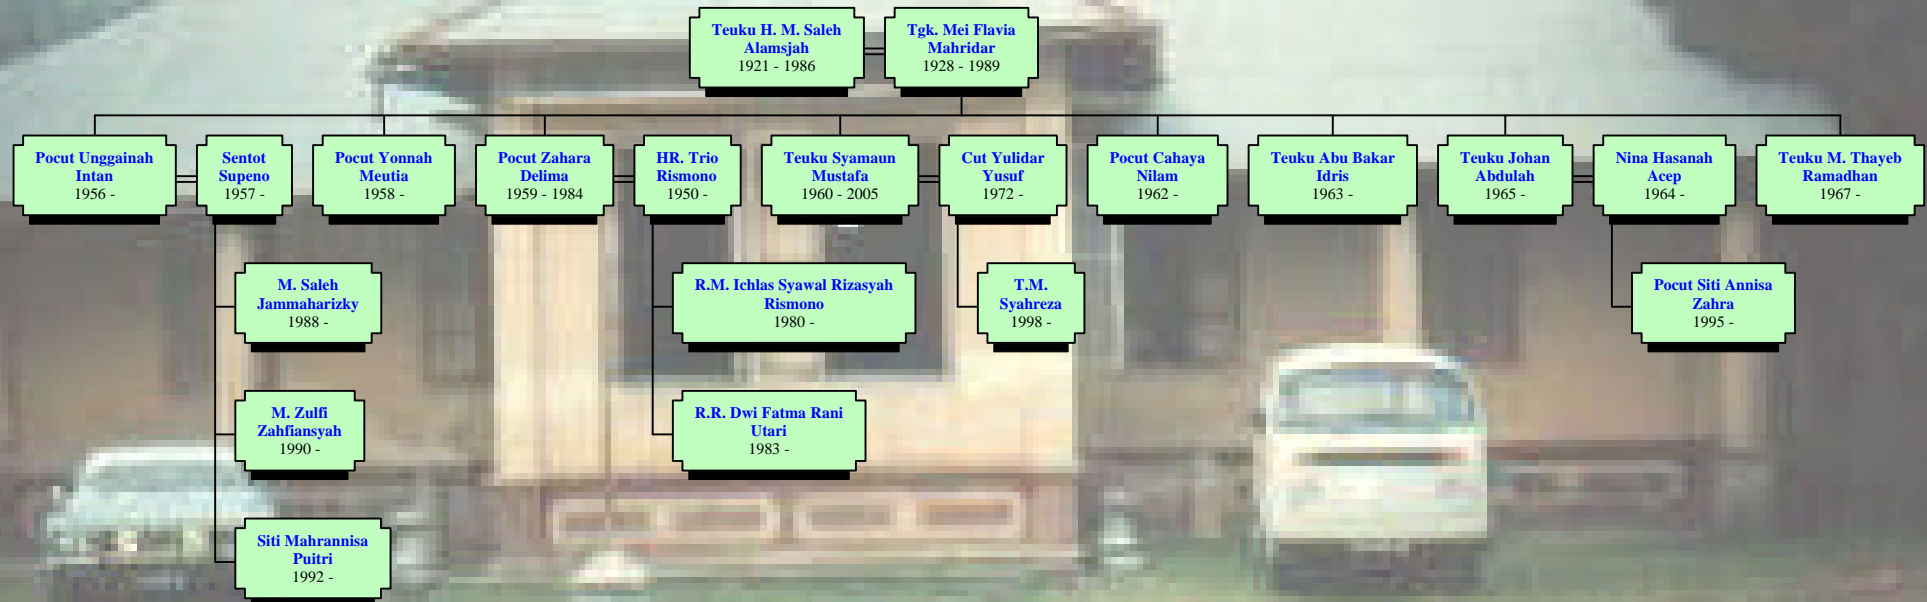 Teuku H. M. Saleh
Alamsjah
1921 - 1986
Tgk. Mei Flavia
Mahridar
1928 - 1989
Pocut Unggainah
Intan
1956 -
Sentot
Supeno
1957 -
Pocut Yonnah
Meutia
1958 -
Pocut Zahara
Delima
1959 - 1984
HR. Trio
Rismono
1950 -
Teuku Syamaun
Mustafa
1960 - 2005
Cut Yulidar
Yusuf
1972 -
Pocut Cahaya
Nilam
1962 -
Teuku Abu Bakar
Idris
1963 -
Teuku Johan
Abdulah
1965 -
Nina Hasanah
Acep
1964 -
Teuku M. Thayeb
Ramadhan
1967 -
M. Saleh
Jammaharizky
1988 -
R.M. Ichlas Syawal Rizasyah
Rismono
1980 -
T.M.
Syahreza
1998 -
Pocut Siti Annisa
Zahra
1995 -
M. Zulfi
Zahfiansyah
1990 -
R.R. Dwi Fatma Rani
Utari
1983 -
Siti Mahrannisa
Puitri
1992 -